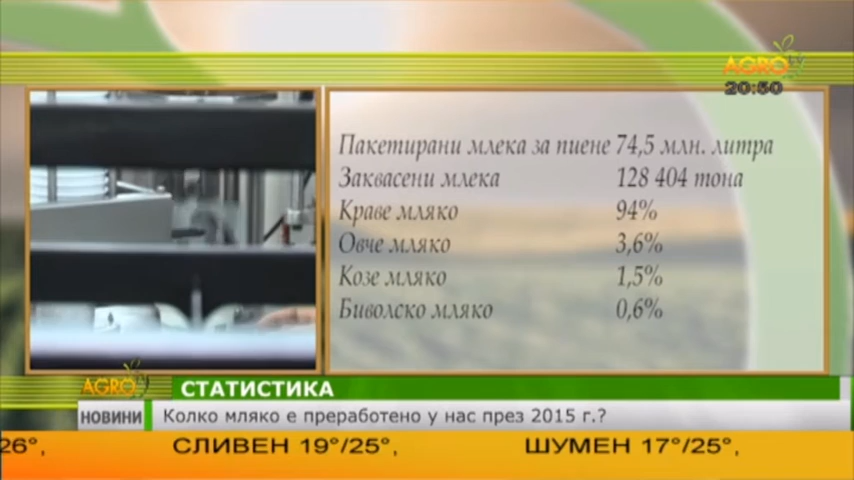 AGRO tv
20:50
Пакетирани млека за пиене 74,5 млн. литра
Заквасени млека 128 404 тона
Краве мляко 94%
Овче мляко 3,6%
Козе мляко 1,5%
Биволско мляко 0,6%
AGRO
СТАТИСТИКА
НОВИНИ
Колко мляко е преработено у нас през 2015 г.?
26°, СЛИВЕН 19°/25°, ШУМЕН 17°/25°,